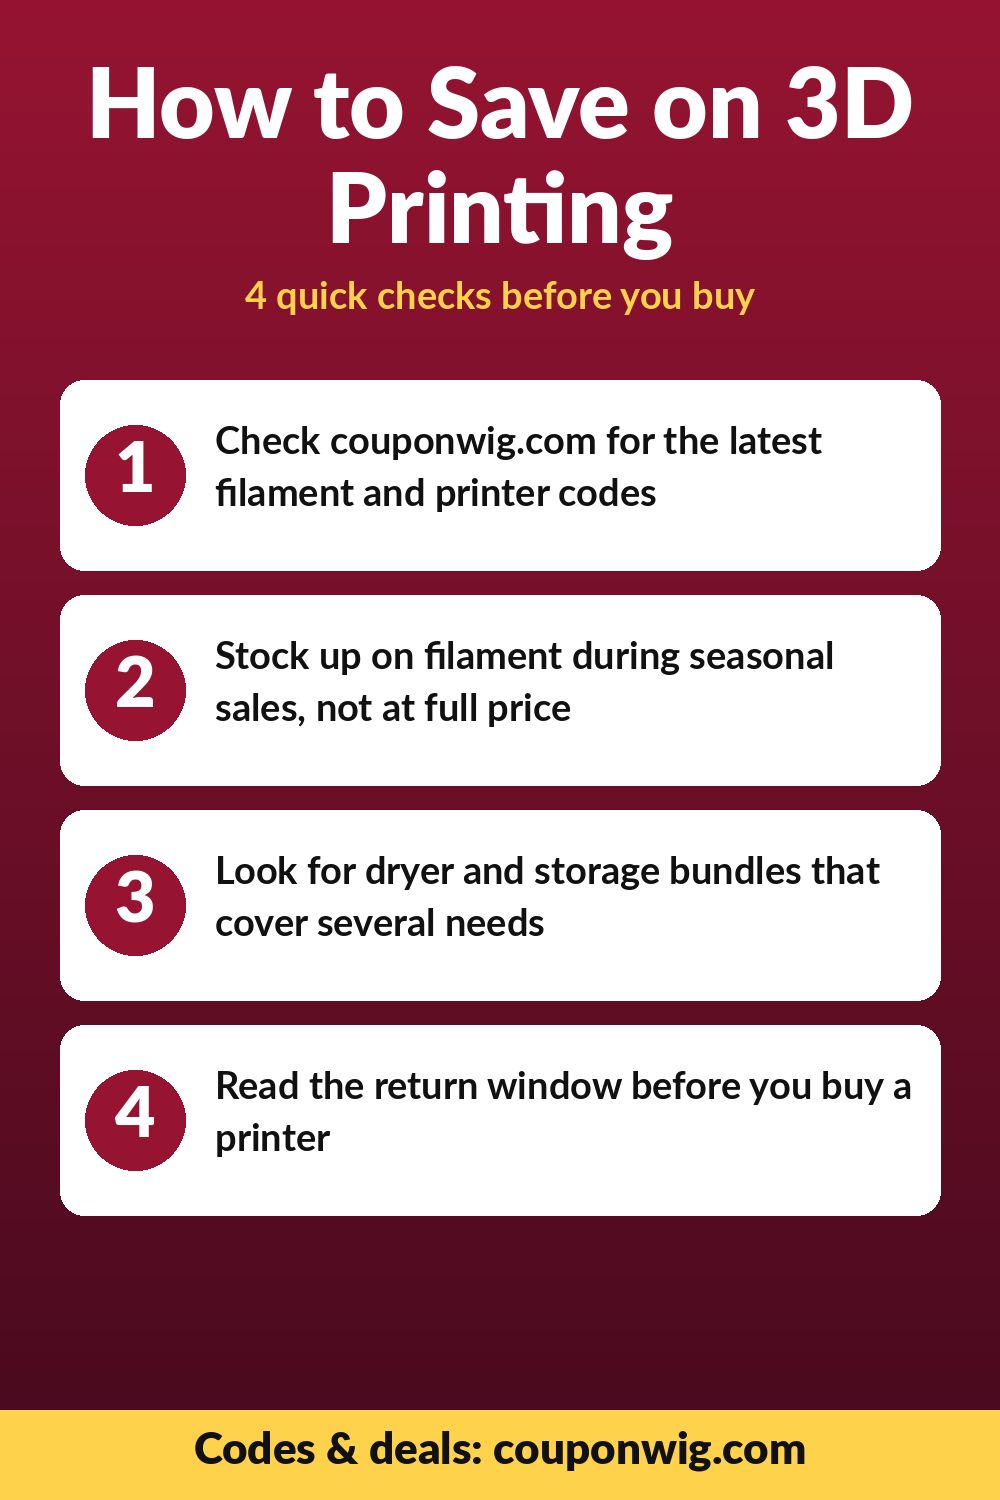 How to Save on 3D
Printing
4 quick checks before you buy
1
Check couponwig.com for the latest
filament and printer codes
2
Stock up on filament during seasonal
sales, not at full price
3
Look for dryer and storage bundles that
cover several needs
4
Read the return window before you buy a
printer
Codes & deals: couponwig.com